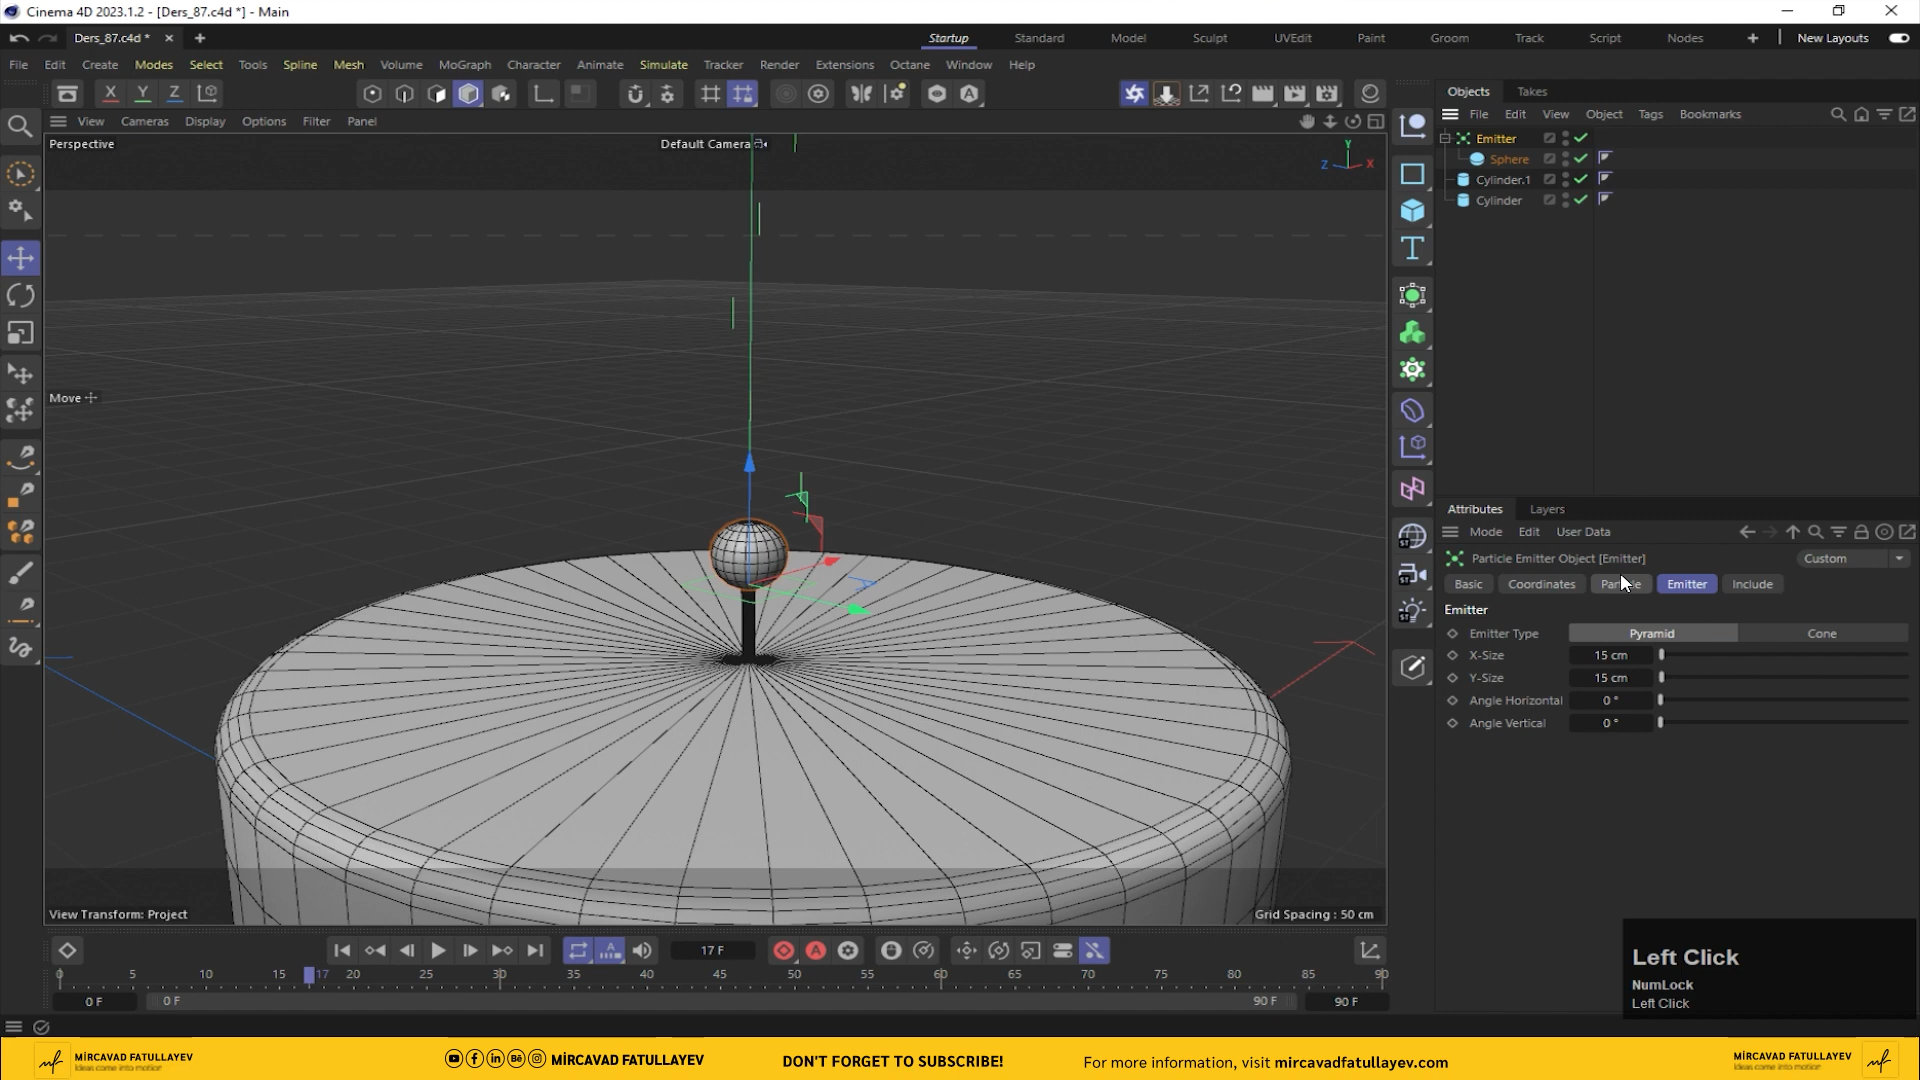 Cinema 4D 2023.1.2 - [Ders_87.c4d *] - Main
Ders_87.c4d *
Startup Standard Model Sculpt UVEdit Paint Groom Track Script Nodes New Layouts
File Edit Create Modes Select Tools Spline Mesh Volume MoGraph Character Animate Simulate Tracker Render Extensions Octane Window Help
X Y Z
View Cameras Display Options Filter Panel
Perspective
Default Camera
Y
Z X
Move
View Transform: Project
Grid Spacing : 50 cm
Objects Takes
File Edit View Object Tags Bookmarks
Emitter
Sphere
Cylinder.1
Cylinder
Attributes Layers
Mode Edit User Data
Particle Emitter Object [Emitter]
Custom
Basic Coordinates Emitter Include
Emitter
Emitter Type Pyramid Cone
X-Size 15 cm
Y-Size 15 cm
Angle Horizontal 0 °
Angle Vertical 0 °
17 F
0 5 10 15 17 20 25 30 35 40 45 50 55 60 65 70 75 80 85 90
0 F 0 F 90 F 90 F
Left Click
NumLock
Left Click
MİRCAVAD FATULLAYEV
Ideas come into motion
MİRCAVAD FATULLAYEV
DON'T FORGET TO SUBSCRIBE!
For more information, visit mircavadfatullayev.com
MİRCAVAD FATULLAYEV
Ideas come into motion